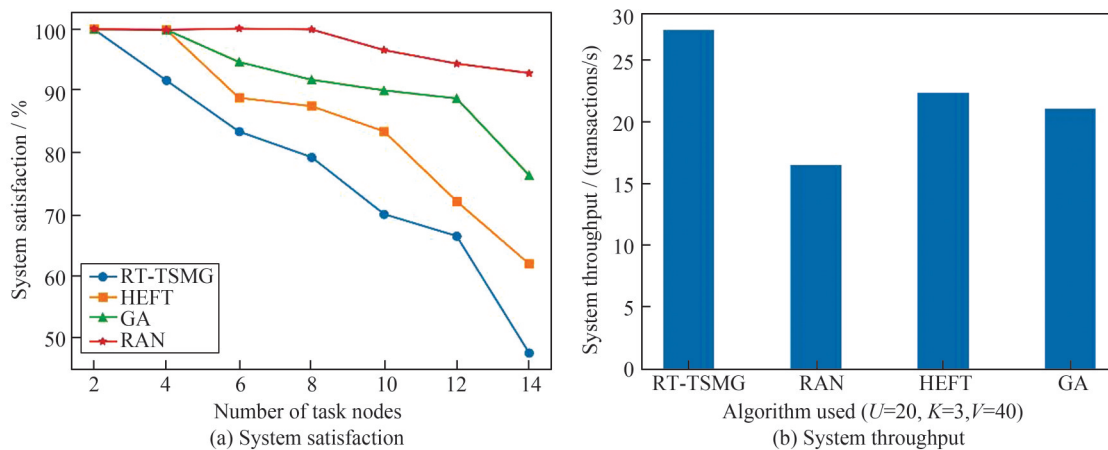 System satisfaction / %
100
90
80
70
60
50
RT-TSMG
HEFT
GA
RAN
2 4 6 8 10 12 14
Number of task nodes
(a) System satisfaction
System throughput / (transactions/s)
30
25
20
15
10
5
0
RT-TSMG RAN HEFT GA
Algorithm used (U=20, K=3,V=40)
(b) System throughput